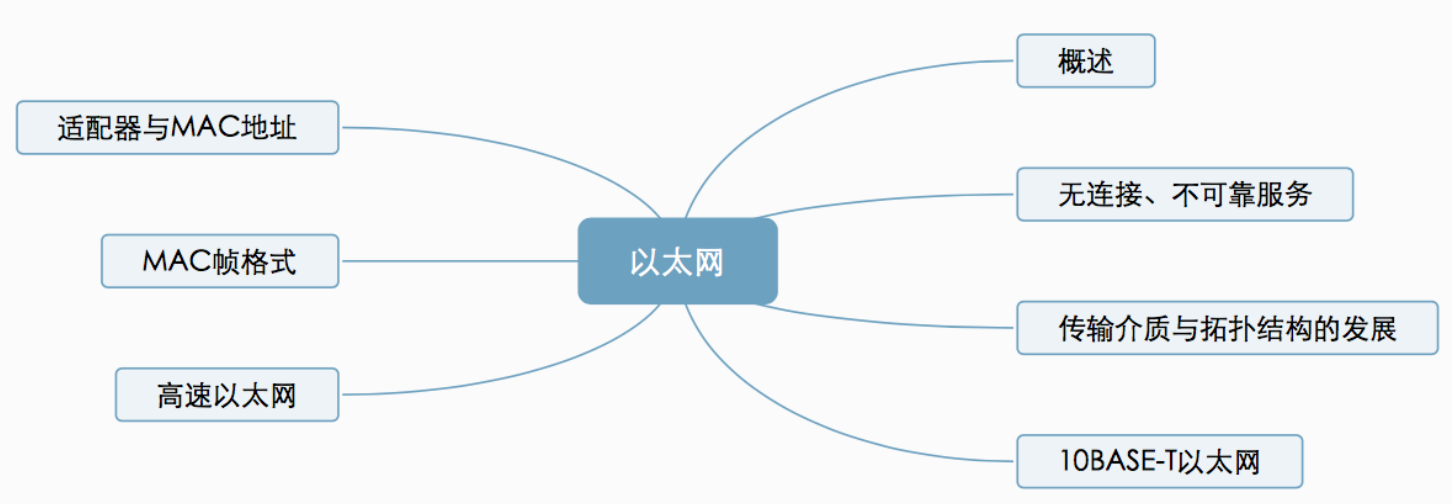 概述
适配器与MAC地址
无连接、不可靠服务
MAC帧格式
以太网
传输介质与拓扑结构的发展
高速以太网
10BASE-T以太网